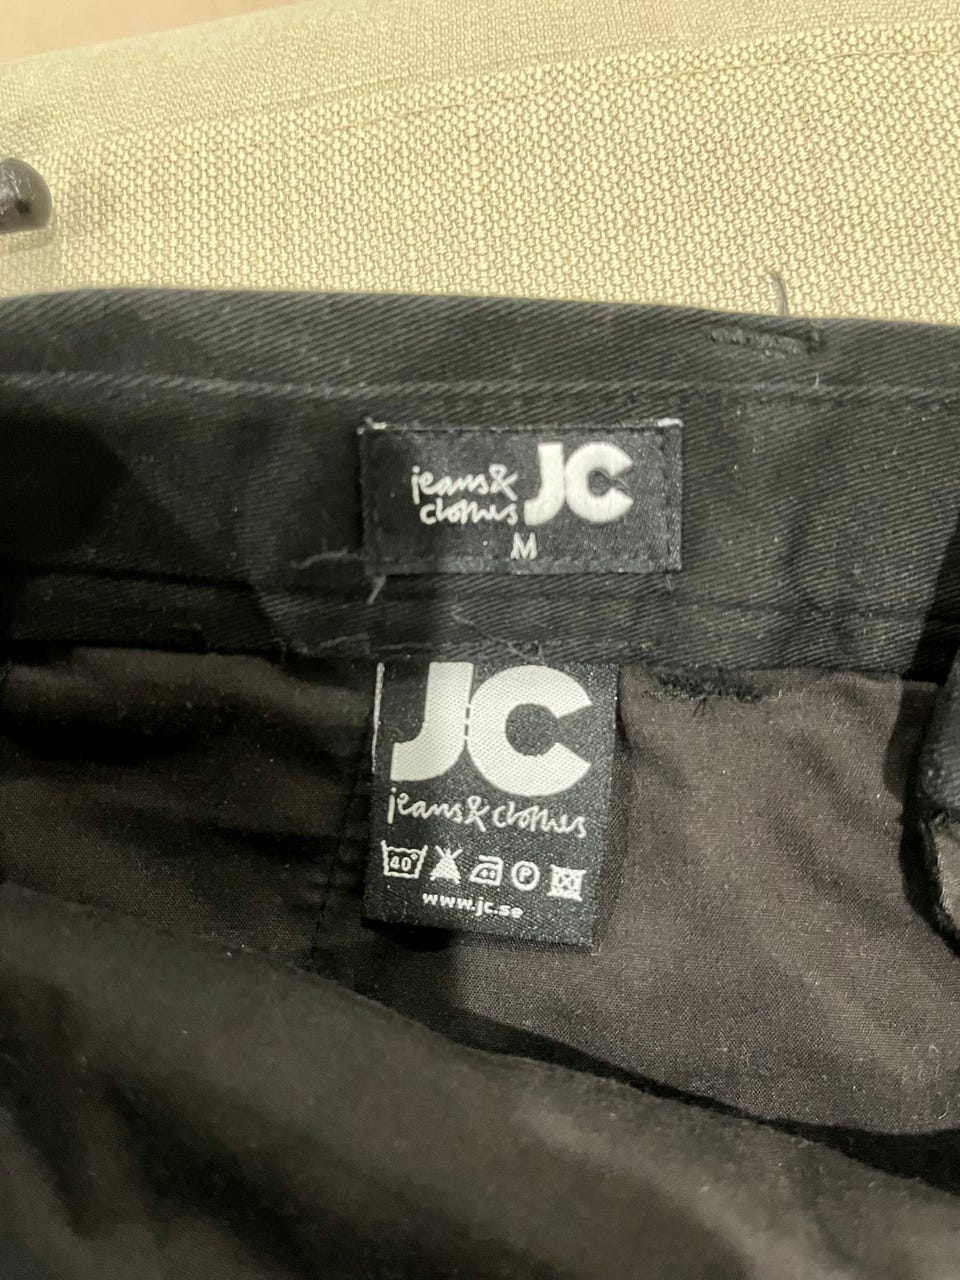 jeans&
clothes JC
M
JC
jeans&clothes
40° P
www.jc.se